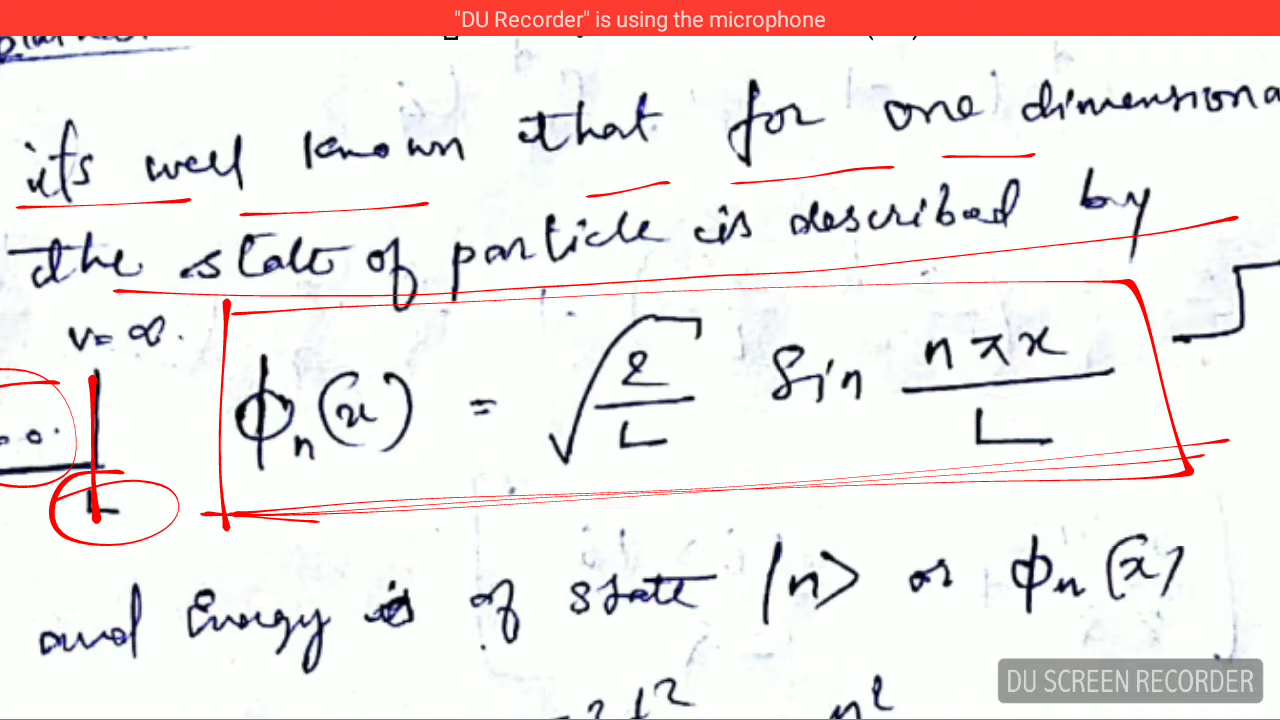 "DU Recorder" is using the microphone
its well known that for one dimensiona
the state of particle is described by
V=∞.
ϕn(x) = √2/L Sin nπx/L
L
and Energy is of state |n> or ϕn(x)
n2
DU SCREEN RECORDER